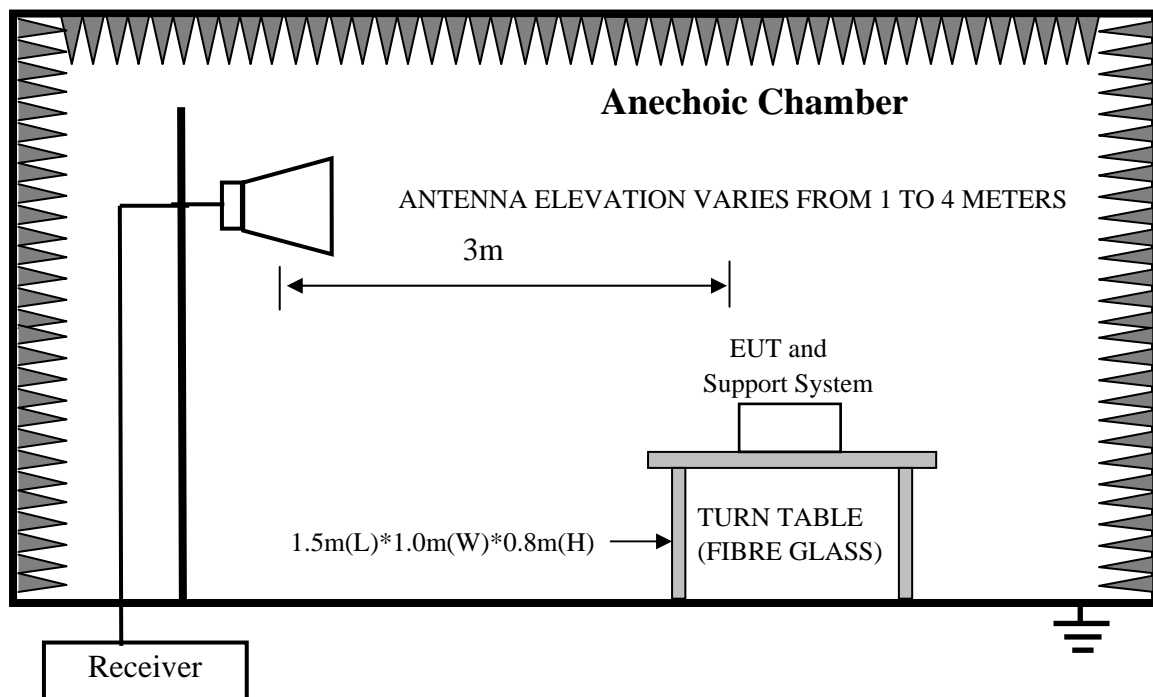 Anechoic Chamber
ANTENNA ELEVATION VARIES FROM 1 TO 4 METERS
3m
EUT and
Support System
1.5m(L)*1.0m(W)*0.8m(H)
TURN TABLE
(FIBRE GLASS)
Receiver